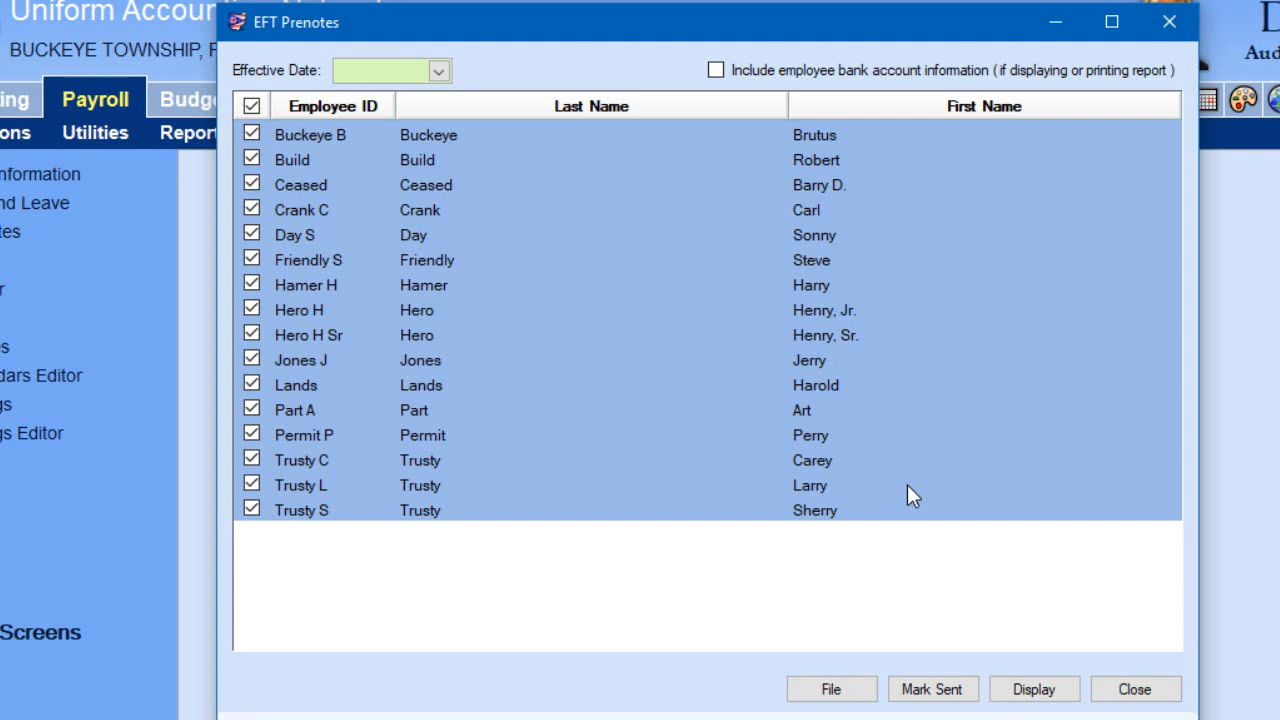 Uniform Accoun
BUCKEYE TOWNSHIP, F
D
Aud
ing Payroll Budge
ons Utilities Report
nformation
nd Leave
tes
r
s
dars Editor
gs
gs Editor
Screens
EFT Prenotes
Effective Date:
Include employee bank account information ( if displaying or printing report )
Employee ID Last Name First Name
Buckeye B Buckeye Brutus
Build Build Robert
Ceased Ceased Barry D.
Crank C Crank Carl
Day S Day Sonny
Friendly S Friendly Steve
Hamer H Hamer Harry
Hero H Hero Henry, Jr.
Hero H Sr Hero Henry, Sr.
Jones J Jones Jerry
Lands Lands Harold
Part A Part Art
Permit P Permit Perry
Trusty C Trusty Carey
Trusty L Trusty Larry
Trusty S Trusty Sherry
File Mark Sent Display Close